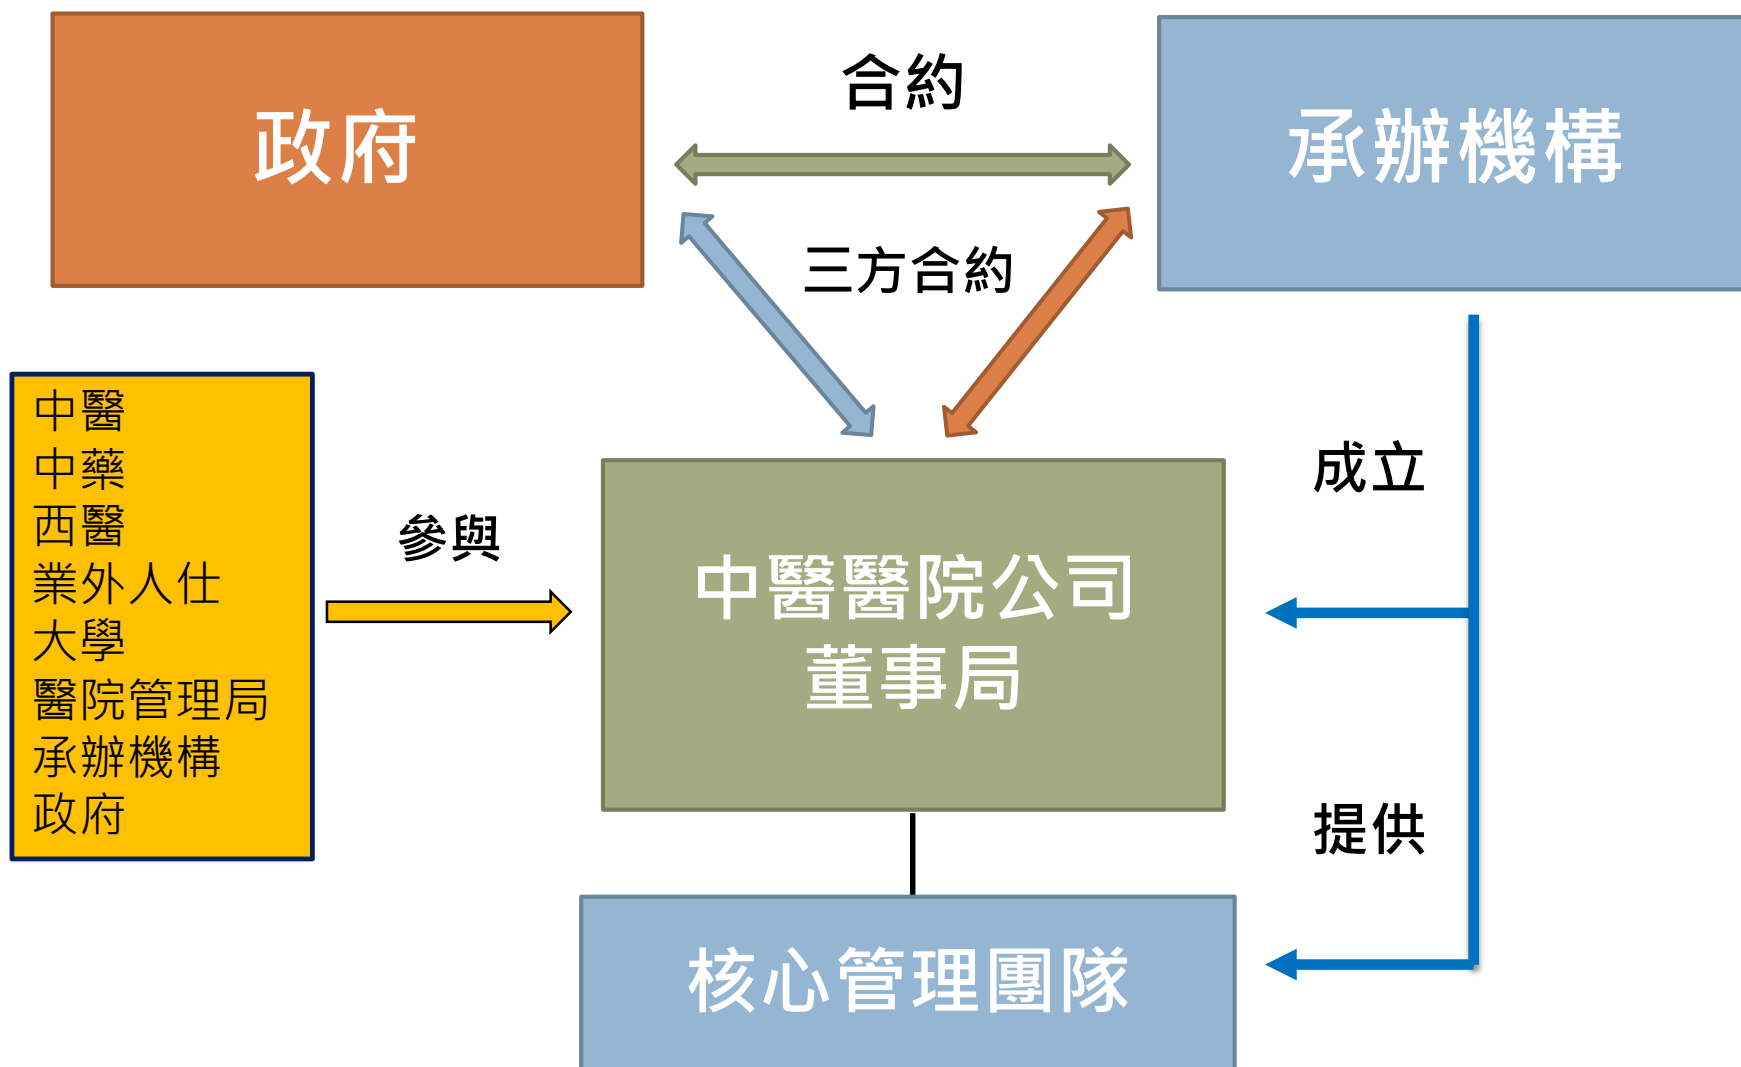 政府
合約
承辦機構
三方合約
中醫
中藥
西醫
業外人仕
大學
醫院管理局
承辦機構
政府
參與
中醫醫院公司
董事局
成立
提供
核心管理團隊